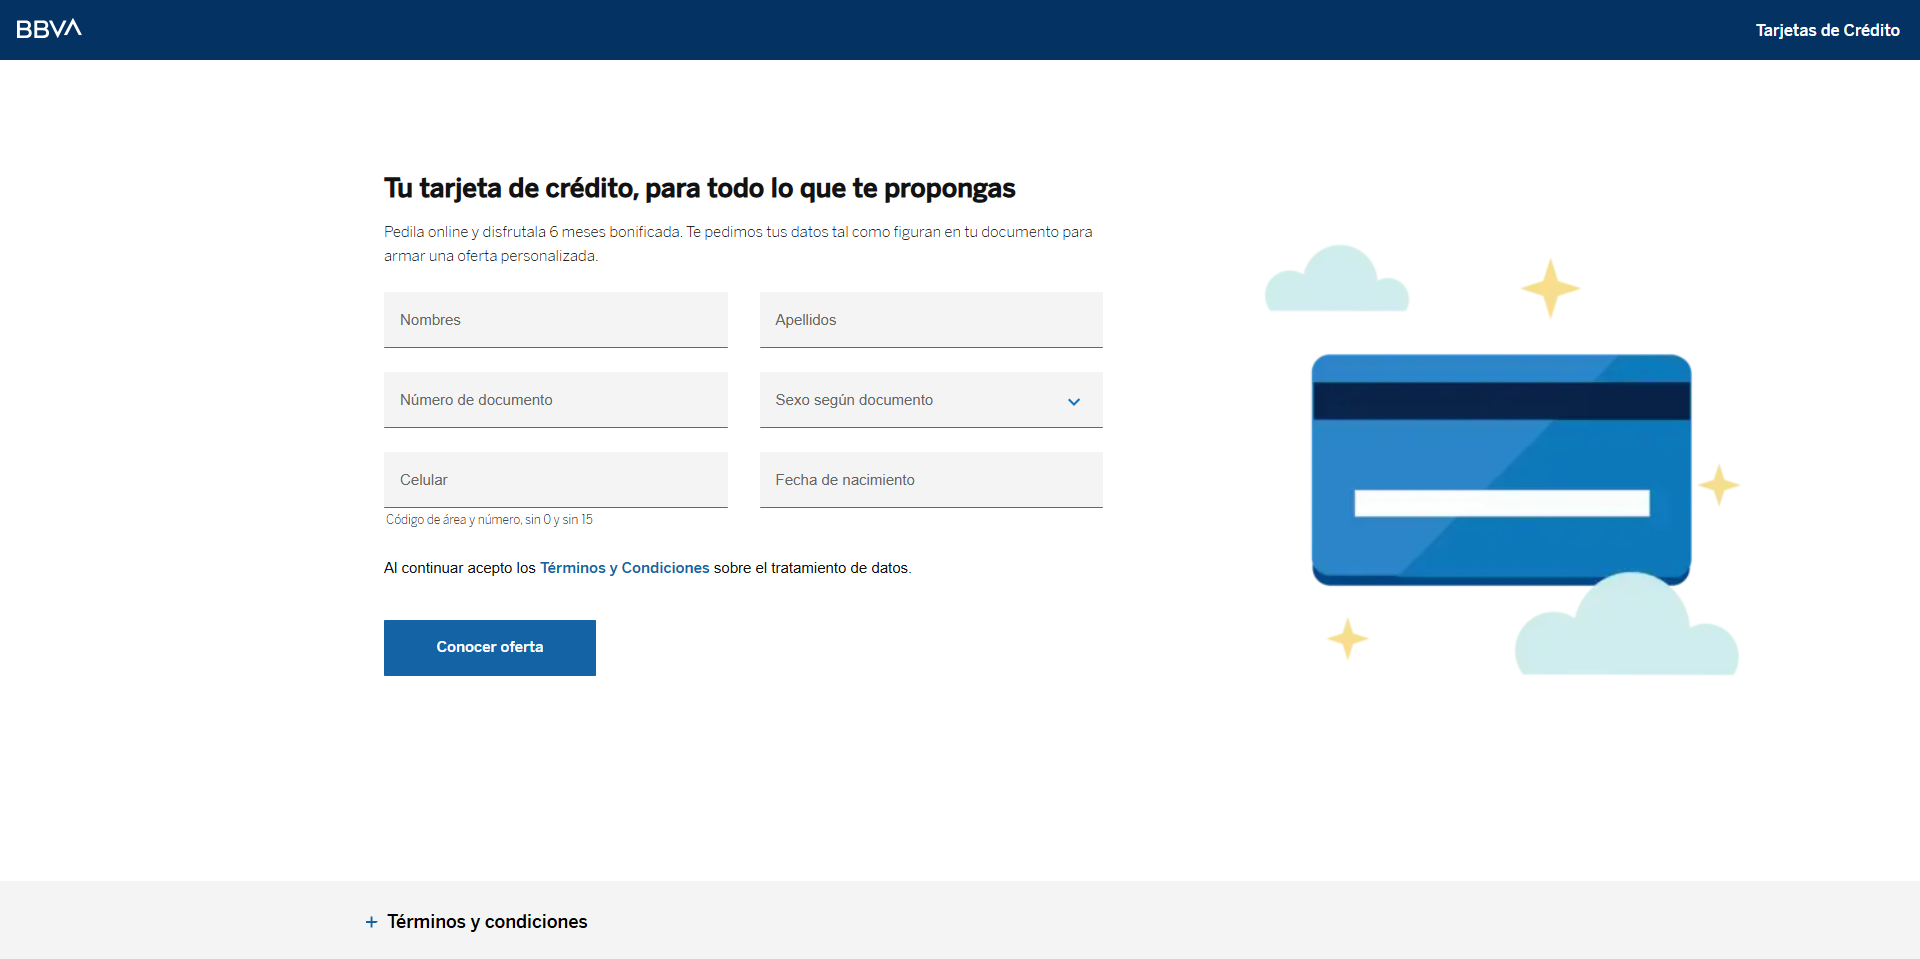 BBVA
Tarjetas de Crédito
Tu tarjeta de crédito, para todo lo que te propongas
Pedila online y disfrutala 6 meses bonificada. Te pedimos tus datos tal como figuran en tu documento para
armar una oferta personalizada.
Nombres
Apellidos
Número de documento
Sexo según documento
Celular
Fecha de nacimiento
Código de área y número, sin 0 y sin 15
Al continuar acepto los Términos y Condiciones sobre el tratamiento de datos.
Conocer oferta
+ Términos y condiciones